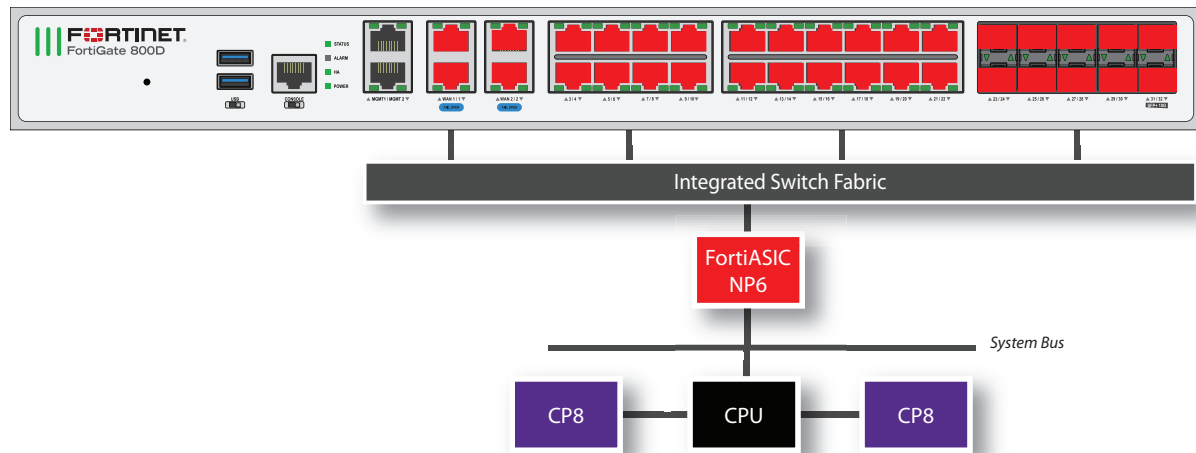 FORTINET.
FortiGate 800D
STATUS
ALARM
HA
POWER
USB
CONSOLE
▲ MGMT1 / MGMT 2 ▽
▲ WAN 1 / 1 ▽
▲ WAN 2 / 2 ▽
▲ 3 / 4 ▽
▲ 5 / 6 ▽
▲ 7 / 8 ▽
▲ 9 / 10 ▽
▲ 11 / 12 ▽
▲ 13 / 14 ▽
▲ 15 / 16 ▽
▲ 17 / 18 ▽
▲ 19 / 20 ▽
▲ 21 / 22 ▽
▲ 23 / 24 ▽
▲ 25 / 26 ▽
▲ 27 / 28 ▽
▲ 29 / 30 ▽
▲ 31 / 32 ▽
SFP+ 10G
Integrated Switch Fabric
FortiASIC
NP6
System Bus
CP8
CPU
CP8